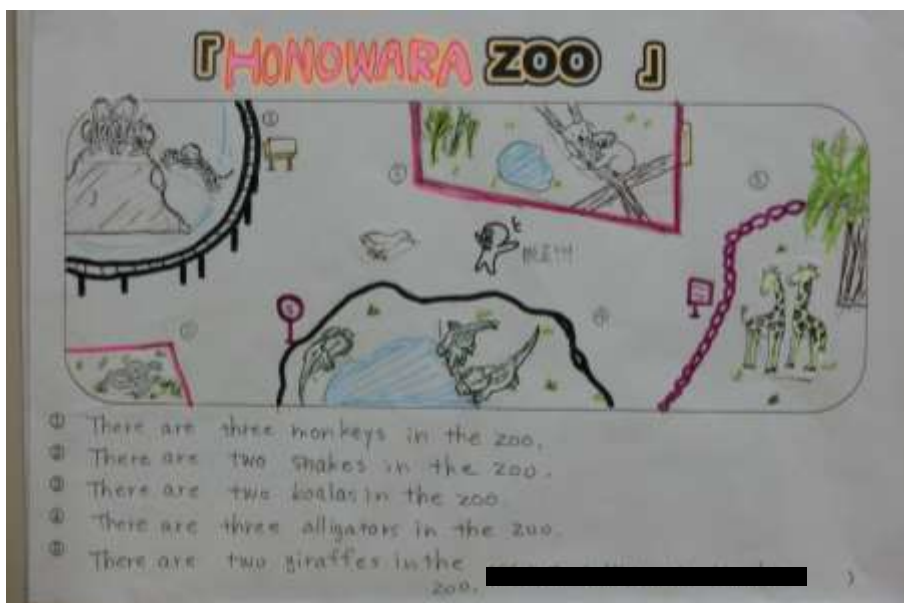 『HONOWARA ZOO』
① There are three monkeys in the zoo.
② There are two snakes in the zoo.
③ There are two koalas in the zoo.
④ There are three alligators in the zoo.
⑤ There are two giraffes in the
zoo. )